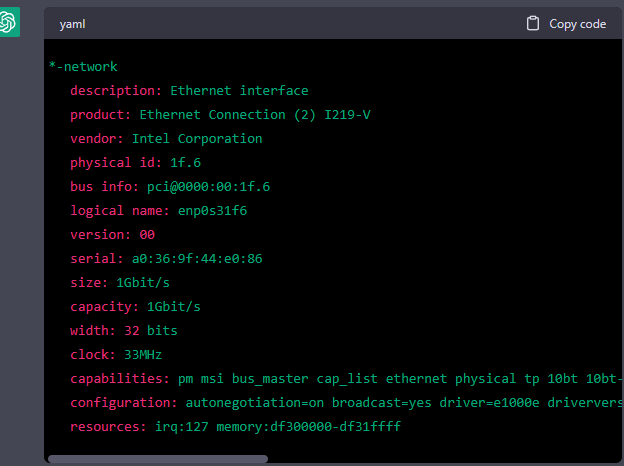 yaml
Copy code
*-network
description: Ethernet interface
product: Ethernet Connection (2) I219-V
vendor: Intel Corporation
physical id: 1f.6
bus info: pci@0000:00:1f.6
logical name: enp0s31f6
version: 00
serial: a0:36:9f:44:e0:86
size: 1Gbit/s
capacity: 1Gbit/s
width: 32 bits
clock: 33MHz
capabilities: pm msi bus_master cap_list ethernet physical tp 10bt 10bt-
configuration: autonegotiation=on broadcast=yes driver=e1000e driververs
resources: irq:127 memory:df300000-df31ffff